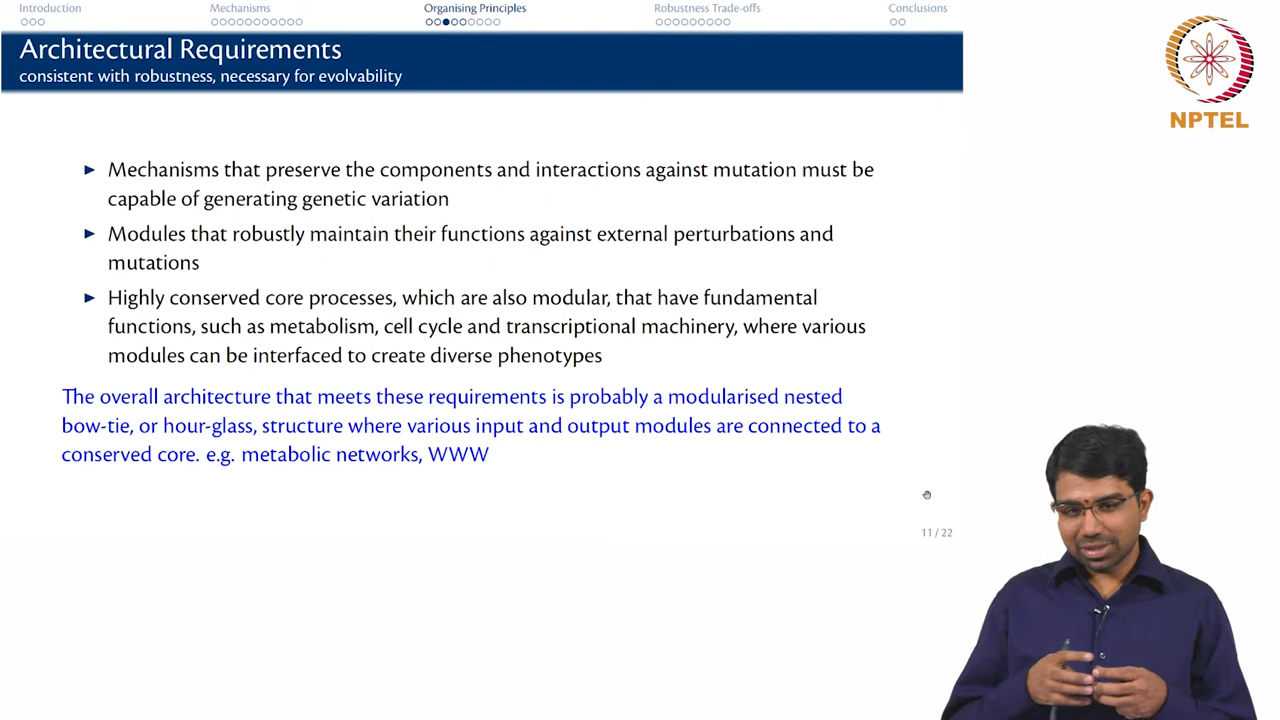 Introduction
Mechanisms
Organising Principles
Robustness Trade-offs
Conclusions
Architectural Requirements
consistent with robustness, necessary for evolvability
NPTEL
Mechanisms that preserve the components and interactions against mutation must be
capable of generating genetic variation
Modules that robustly maintain their functions against external perturbations and
mutations
Highly conserved core processes, which are also modular, that have fundamental
functions, such as metabolism, cell cycle and transcriptional machinery, where various
modules can be interfaced to create diverse phenotypes
The overall architecture that meets these requirements is probably a modularised nested
bow-tie, or hour-glass, structure where various input and output modules are connected to a
conserved core. e.g. metabolic networks, WWW
11 / 22